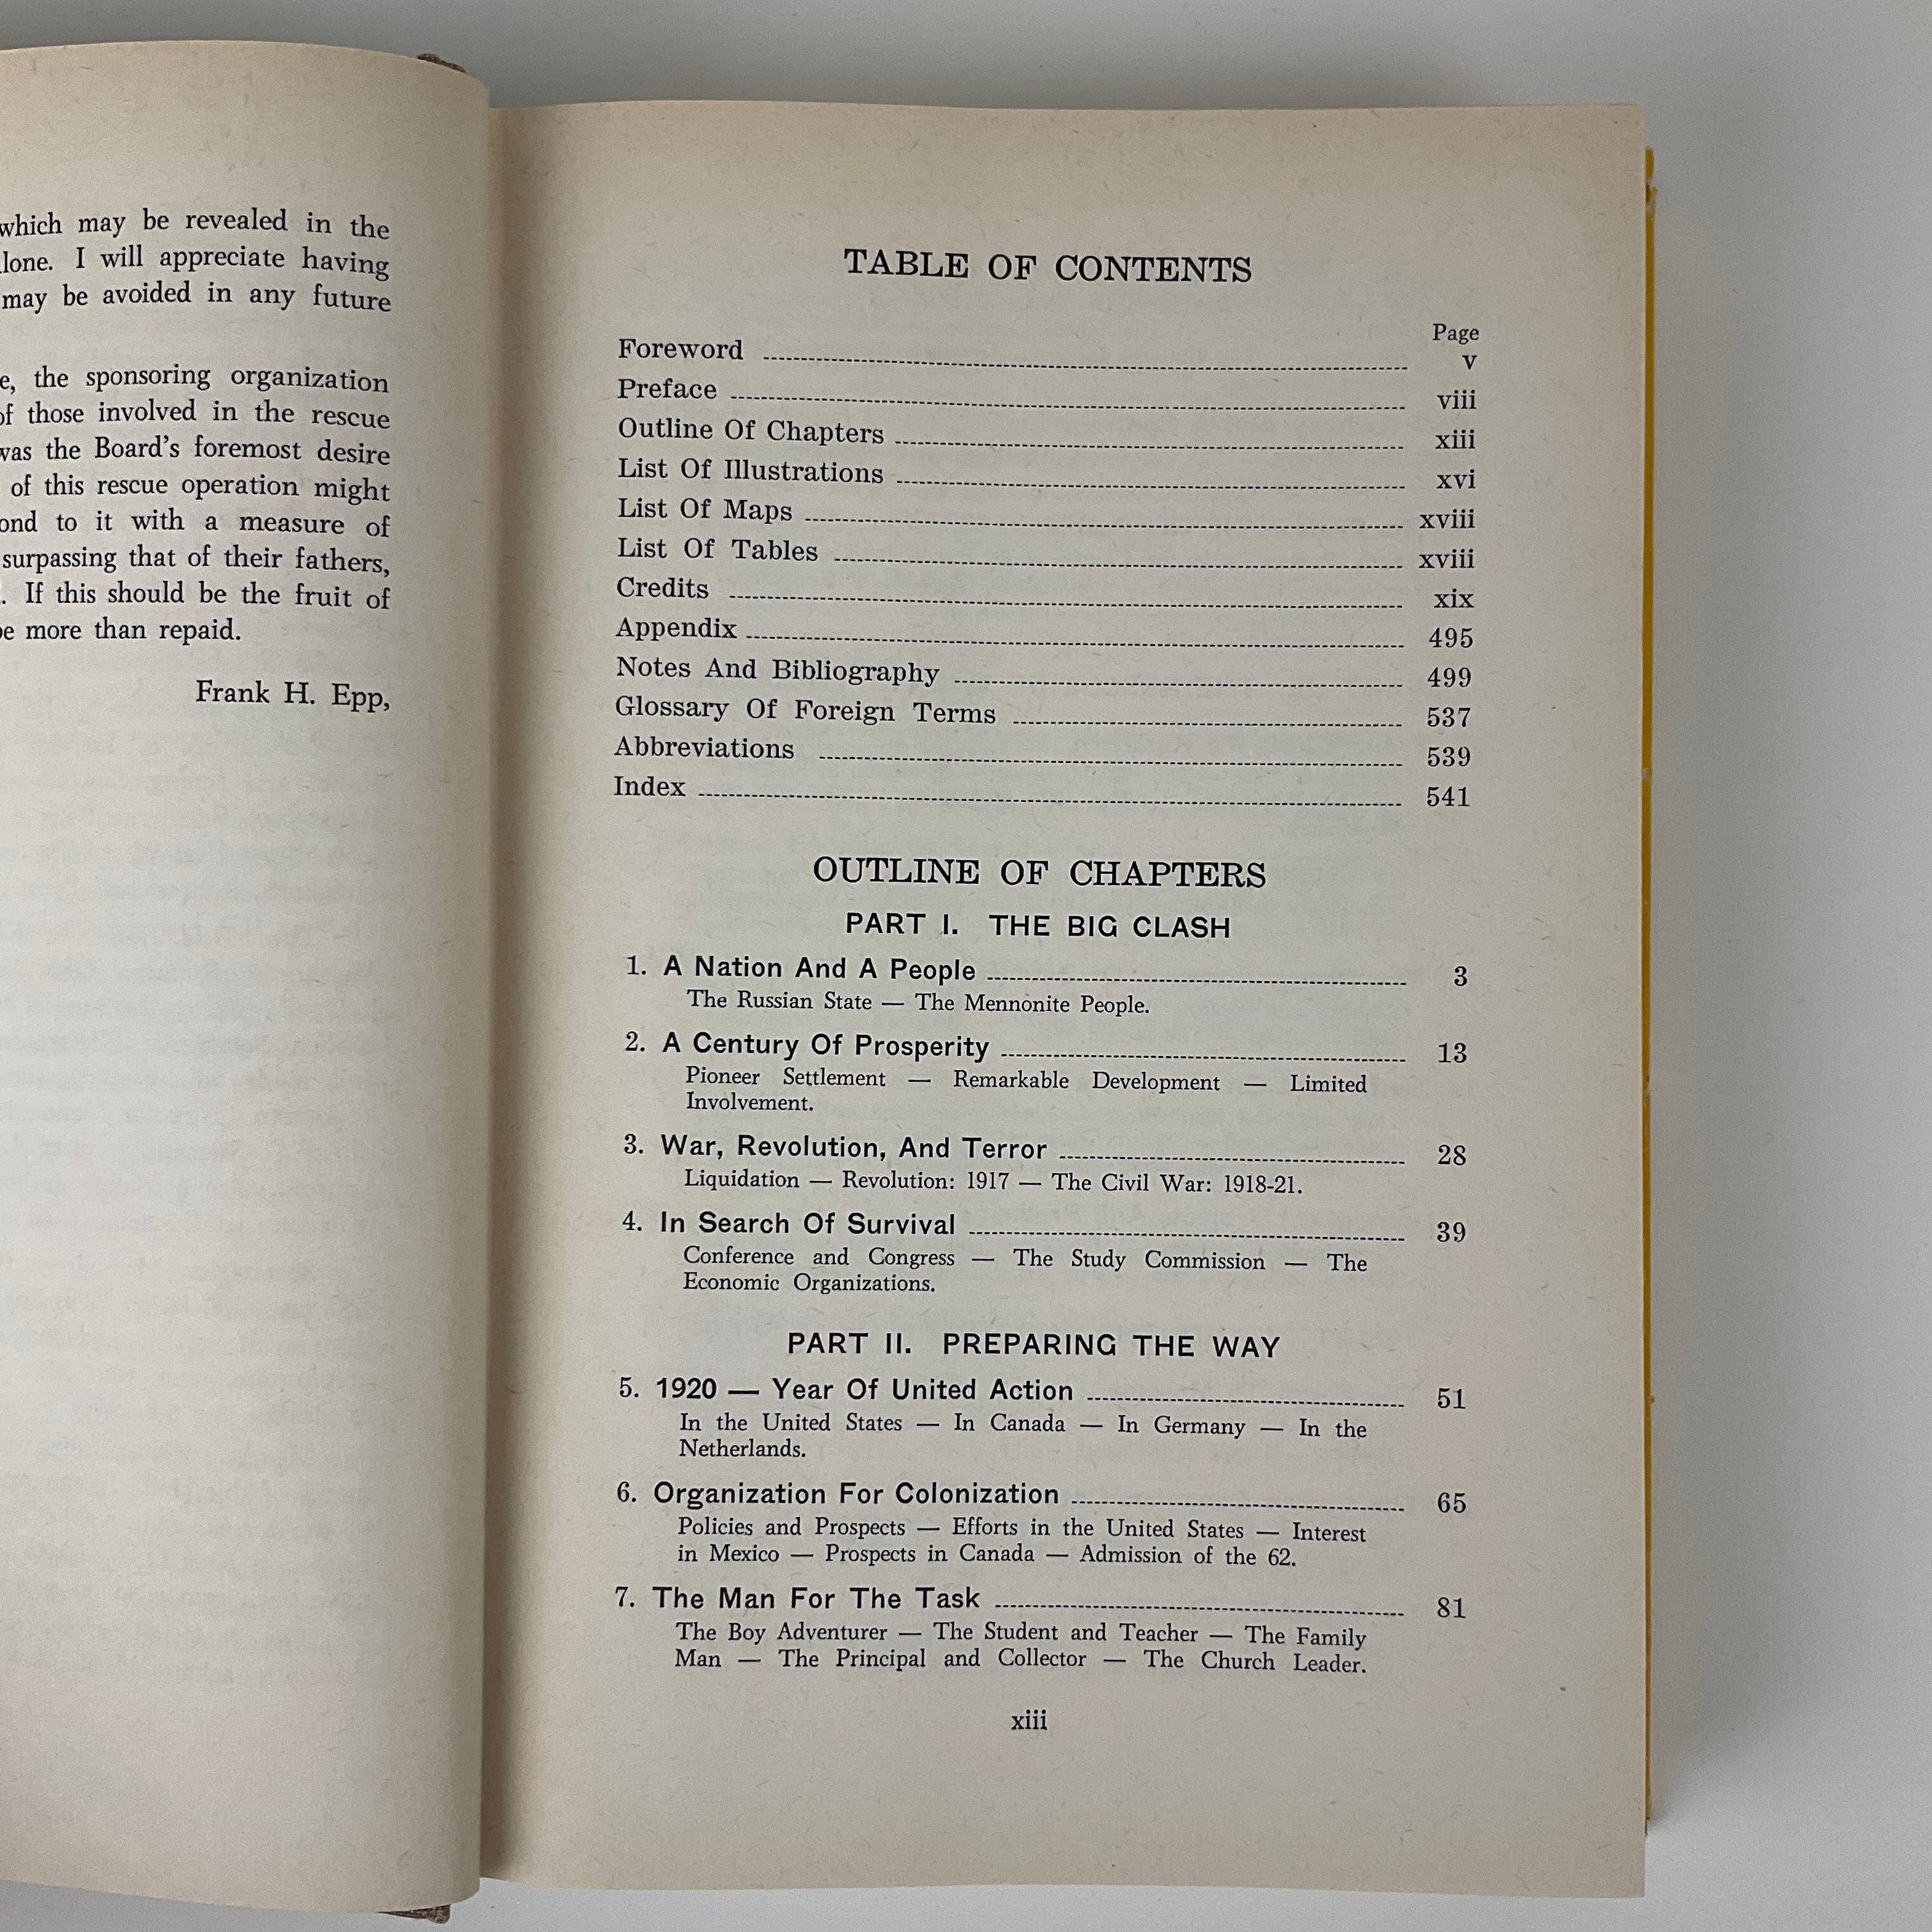 which may be revealed in the
alone. I will appreciate having
may be avoided in any future
the sponsoring organization
of those involved in the rescue
was the Board's foremost desire
of this rescue operation might
to it with a measure of
surpassing that of their fathers,
If this should be the fruit of
be more than repaid.
Frank H. Epp,
TABLE OF CONTENTS
Page
Foreword v
Preface viii
Outline Of Chapters xiii
List Of Illustrations xvi
List Of Maps xviii
List Of Tables xviii
Credits xix
Appendix 495
Notes And Bibliography 499
Glossary Of Foreign Terms 537
Abbreviations 539
Index 541
OUTLINE OF CHAPTERS
PART I. THE BIG CLASH
1. A Nation And A People 3
The Russian State — The Mennonite People.
2. A Century Of Prosperity 13
Pioneer Settlement — Remarkable Development — Limited
Involvement.
3. War, Revolution, And Terror 28
Liquidation — Revolution: 1917 — The Civil War: 1918-21.
4. In Search Of Survival 39
Conference and Congress — The Study Commission — The
Economic Organizations.
PART II. PREPARING THE WAY
5. 1920 — Year Of United Action 51
In the United States — In Canada — In Germany — In the
Netherlands.
6. Organization For Colonization 65
Policies and Prospects — Efforts in the United States — Interest
in Mexico — Prospects in Canada — Admission of the 62.
7. The Man For The Task 81
The Boy Adventurer — The Student and Teacher — The Family
Man — The Principal and Collector — The Church Leader.
xiii